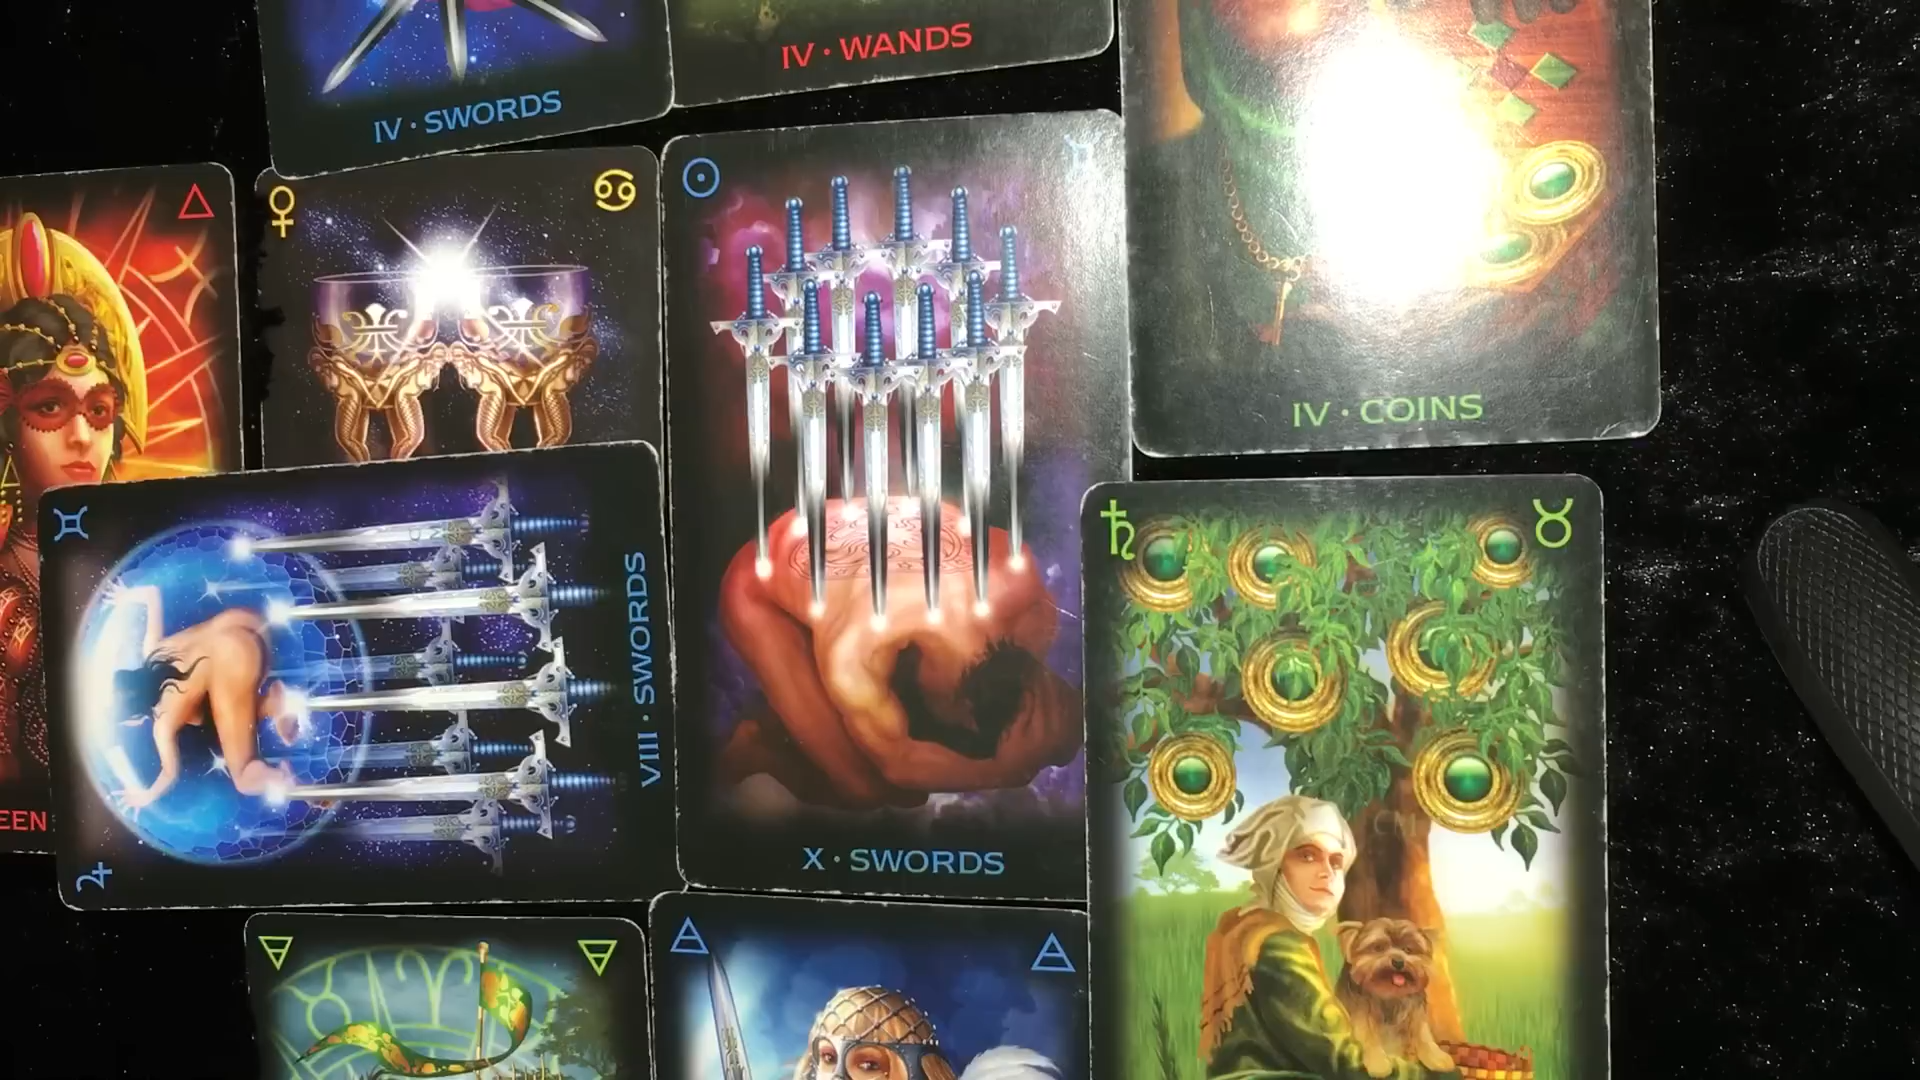 IV · SWORDS
IV · WANDS
IV · COINS
VIII · SWORDS
X · SWORDS
EEN